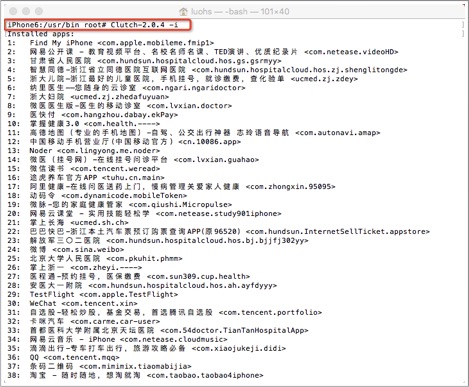 luohs — -bash — 101×40
iPhone6:/usr/bin root# Clutch-2.0.4 -i
Installed apps:
1: Find My iPhone <com.apple.mobileme.fmip1>
2: 网易公开课 - 教育视频平台、名校名师名课、TED演讲、优质纪录片 <com.netease.videoHD>
3: 甘肃省人民医院 <com.hundsun.hospitalcloud.hos.gs.gsrmyy>
4: 智慧同德-浙江省立同德医院互联网医院 <com.hundsun.hospitalcloud.hos.zj.shenglitongde>
5: 浙大儿院-浙江最好的儿童医院，手机挂号，就诊缴费，查化验单 <ucmed.zj.zdey>
6: 纳里医生—您随身的云诊室 <com.ngari.ngaridoctor>
7: 浙大妇院 <ucmed.zj.zhedafuyuan>
8: 微医医生版-医生的移动诊室 <com.lvxian.doctor>
9: 医快付 <com.hangzhou.dabay.ekPay>
10: 掌握健康3.0 <com.health.---->
11: 高德地图（专业的手机地图）-自驾、公交出行神器 志玲语音导航 <com.autonavi.amap>
12: 中国移动手机营业厅(中国移动官方) <cn.10086.app>
13: Noder <com.lingyong.me.noder>
14: 微医（挂号网）-在线挂号问诊平台 <com.lvxian.guahao>
15: 微信读书 <com.tencent.weread>
16: 途虎养车官方APP <tuhu.cn.main>
17: 阿里健康-在线问医送药上门，慢病管理关爱家人健康 <com.zhongxin.95095>
18: 动码令 <com.dynamicode.mobileToken>
19: 微脉-您的家庭健康管家 <com.qiushi.Micropulse>
20: 网易云课堂 - 实用技能轻松学 <com.netease.study901iphone>
21: 掌上长海 <ucmed.sh.ch>
22: 巴巴快巴-浙江本土汽车票预订购票查询APP(原96520) <com.hundsun.InternetSellTicket.appstore>
23: 解放军三〇二医院 <com.hundsun.hospitalcloud.hos.bj.bjjfj302yy>
24: 微博 <com.sina.weibo>
25: 北京大学人民医院 <com.pkuhit.phmm>
26: 掌上浙一 <com.zheyi.---->
27: 医程通-预约挂号，医保缴费 <com.sun309.cup.health>
28: 安医大一附院 <com.hundsun.hospitalcloud.hos.ah.ayfdyyy>
29: TestFlight <com.apple.TestFlight>
30: WeChat <com.tencent.xin>
31: 自选股-轻松炒股，基金交易，首选腾讯自选股 <com.tencent.portfolio>
32: 卡咪汽车 <com.carme.car-user>
33: 首都医科大学附属北京天坛医院 <com.54doctor.TianTanHospitalApp>
34: 网易云音乐 - iPhone <com.netease.cloudmusic>
35: 滴滴出行-专车打车出行，旅游攻略必备 <com.xiaojukeji.didi>
36: QQ <com.tencent.mqq>
37: 条码二维码 <com.mimimix.tiaomabijia>
38: 淘宝 - 随时随地，想淘就淘 <com.taobao.taobao4iphone>